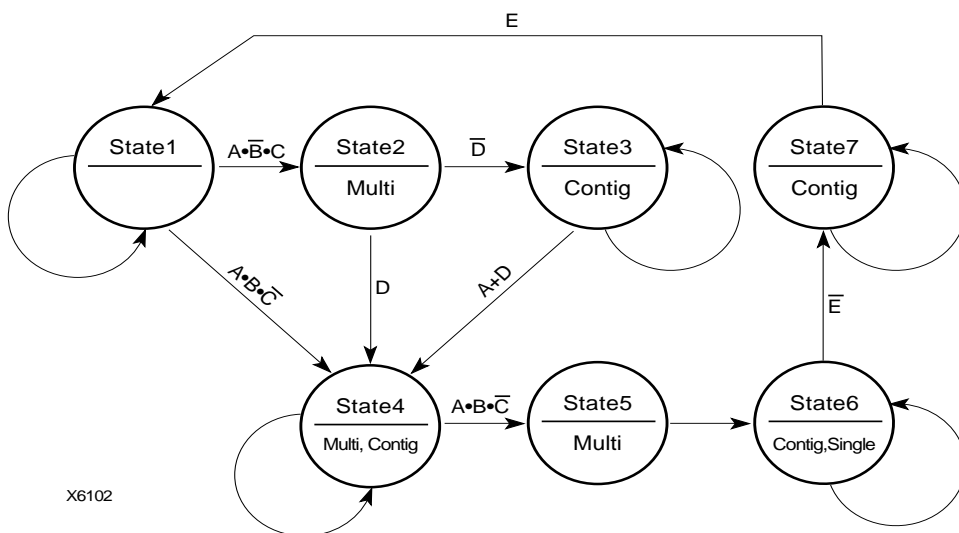 E
State1
A•B̅•C
State2
Multi
D̅
State3
Contig
State7
Contig
A•B•C̅
D
A+D
E̅
State4
Multi, Contig
A•B•C̅
State5
Multi
State6
Contig,Single
X6102